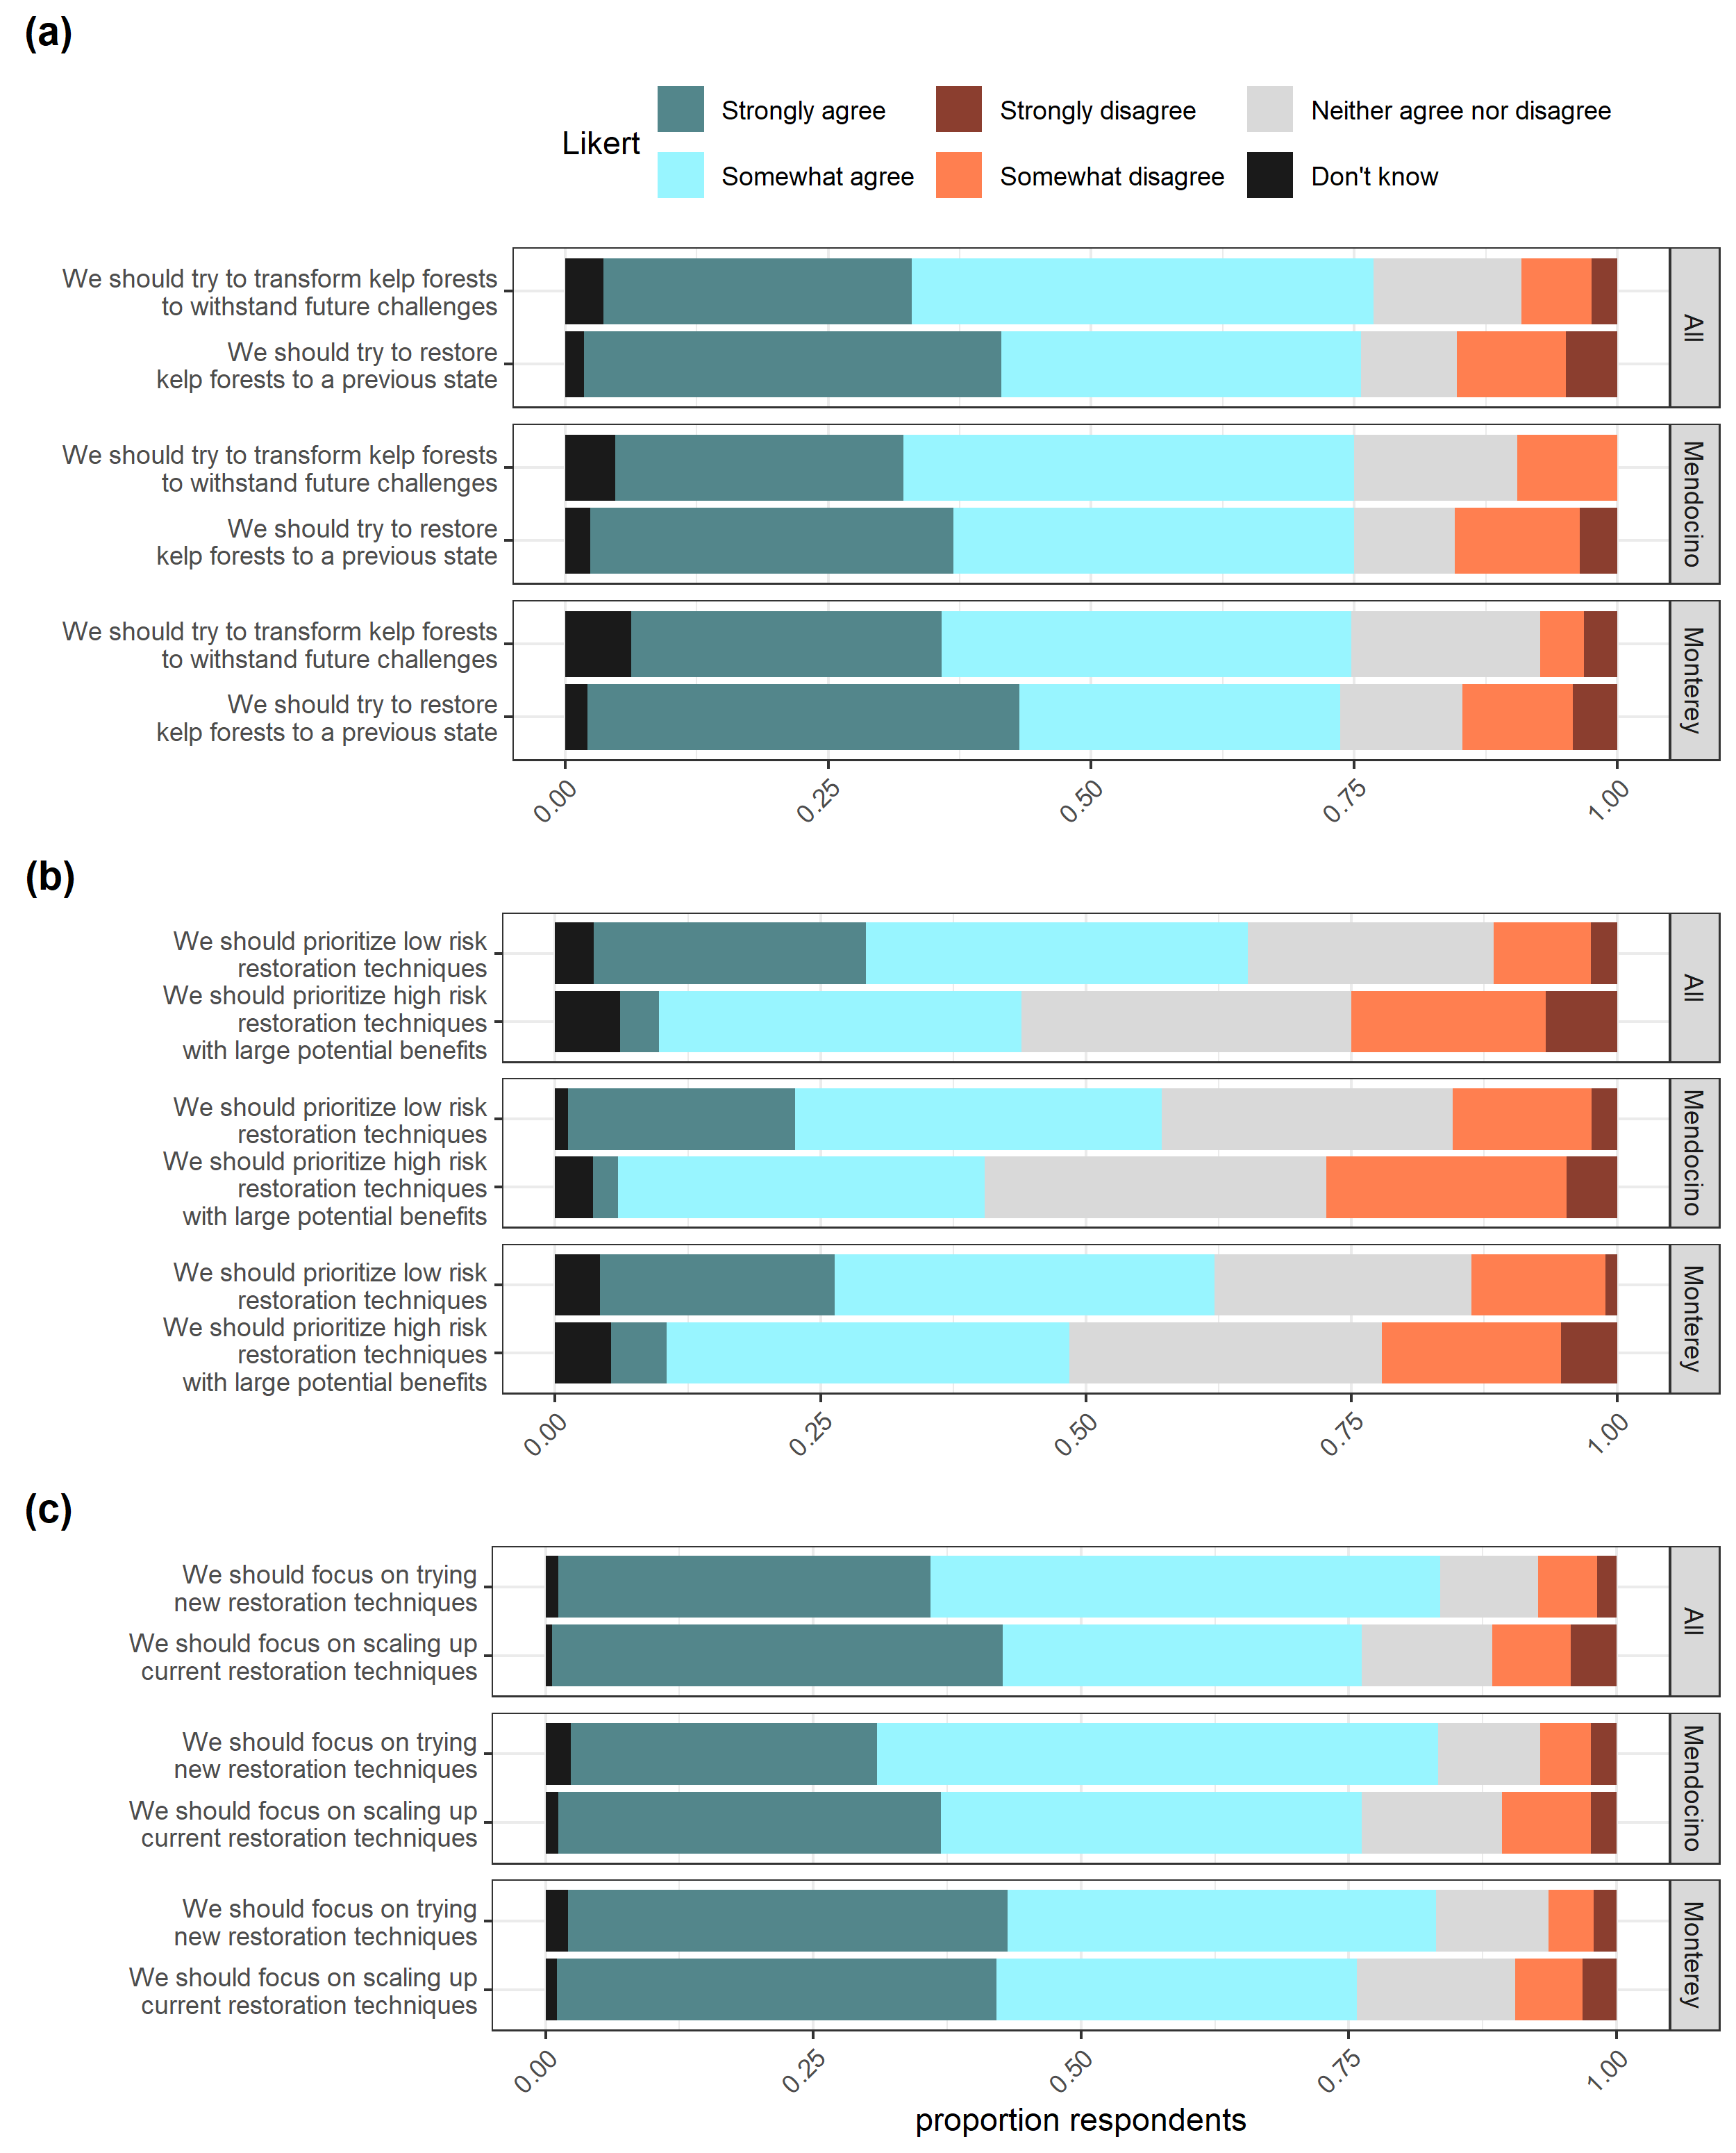 (a)
Likert
Strongly agree
Strongly disagree
Neither agree nor disagree
Somewhat agree
Somewhat disagree
Don't know
We should try to transform kelp forests
to withstand future challenges
We should try to restore
kelp forests to a previous state
All
We should try to transform kelp forests
to withstand future challenges
We should try to restore
kelp forests to a previous state
Mendocino
We should try to transform kelp forests
to withstand future challenges
We should try to restore
kelp forests to a previous state
Monterey
0.00
0.25
0.50
0.75
1.00
(b)
We should prioritize low risk
restoration techniques
We should prioritize high risk
restoration techniques
with large potential benefits
All
We should prioritize low risk
restoration techniques
We should prioritize high risk
restoration techniques
with large potential benefits
Mendocino
We should prioritize low risk
restoration techniques
We should prioritize high risk
restoration techniques
with large potential benefits
Monterey
0.00
0.25
0.50
0.75
1.00
(c)
We should focus on trying
new restoration techniques
We should focus on scaling up
current restoration techniques
All
We should focus on trying
new restoration techniques
We should focus on scaling up
current restoration techniques
Mendocino
We should focus on trying
new restoration techniques
We should focus on scaling up
current restoration techniques
Monterey
0.00
0.25
0.50
0.75
1.00
proportion respondents